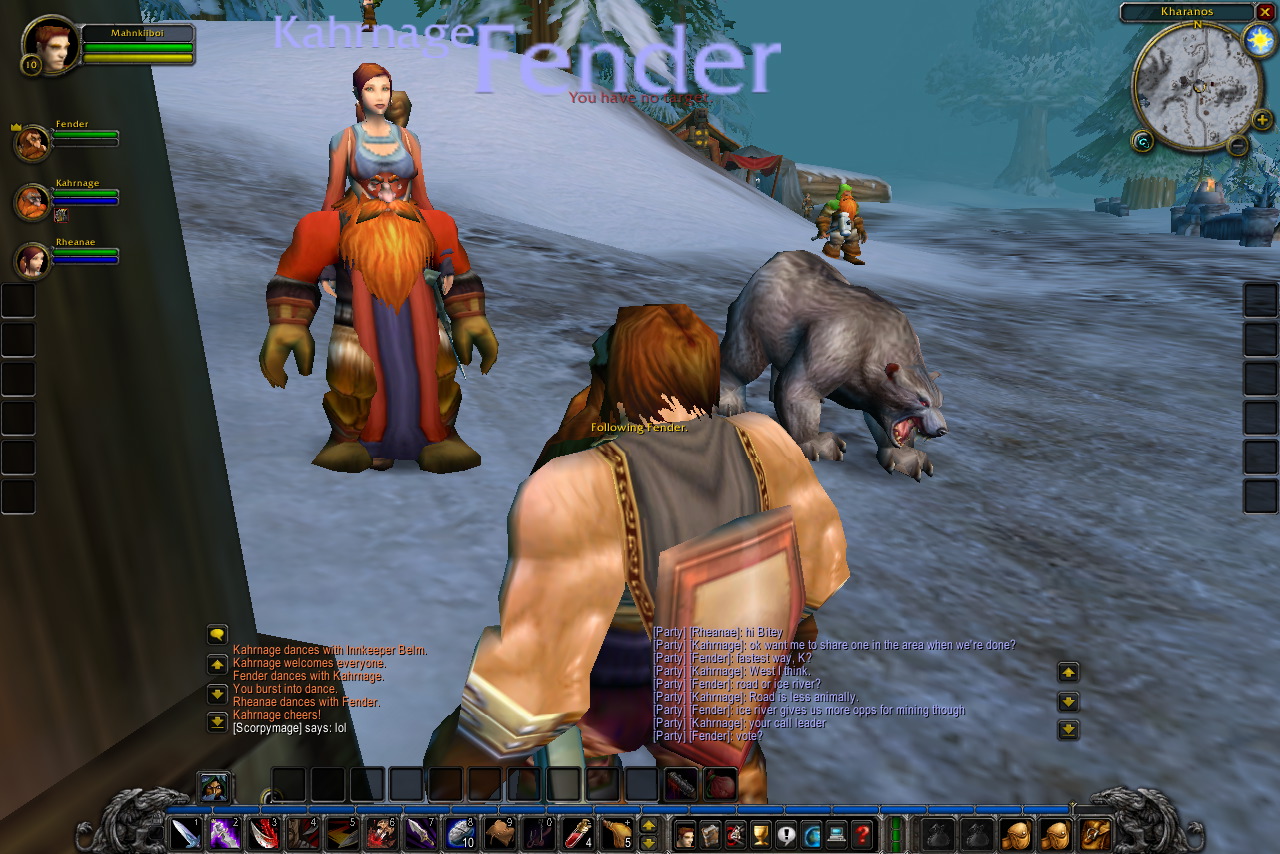 Kharanos
N
Mahnkiiboi
10
Kahrnage
Fender
You have no target.
Fender
Kahrnage
Rheanae
Following Fender.
Kahrnage dances with Innkeeper Belm.
Kahrnage welcomes everyone.
Fender dances with Kahrnage.
You burst into dance.
Rheanae dances with Fender.
Kahrnage cheers!
[Scorpymage] says: lol
[Party] [Rheanae]: hi Bitey
[Party] [Kahrnage]: ok want me to share one in the area when we're done?
[Party] [Fender]: fastest way, K?
[Party] [Kahrnage]: West I think.
[Party] [Fender]: road or ice river?
[Party] [Kahrnage]: Road is less animally.
[Party] [Fender]: ice river gives us more opps for mining though
[Party] [Kahrnage]: your call leader
[Party] [Fender]: vote?
1 2 3 4 5 6 7 8 9 0 - +
10 4 5